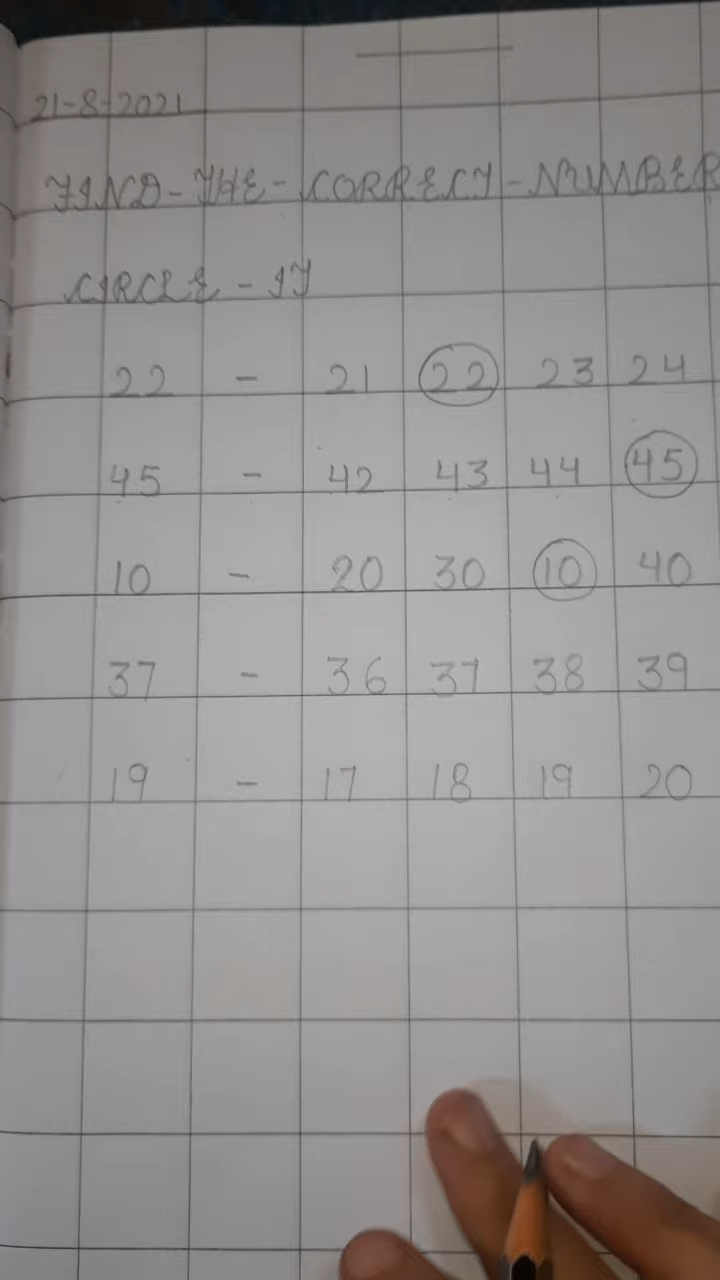 21-8-2021
FIND-THE-CORRECT-NUMBER
CIRCLE-IT
22 - 21 22 23 24
45 - 42 43 44 45
10 - 20 30 10 40
37 - 36 37 38 39
19 - 17 18 19 20